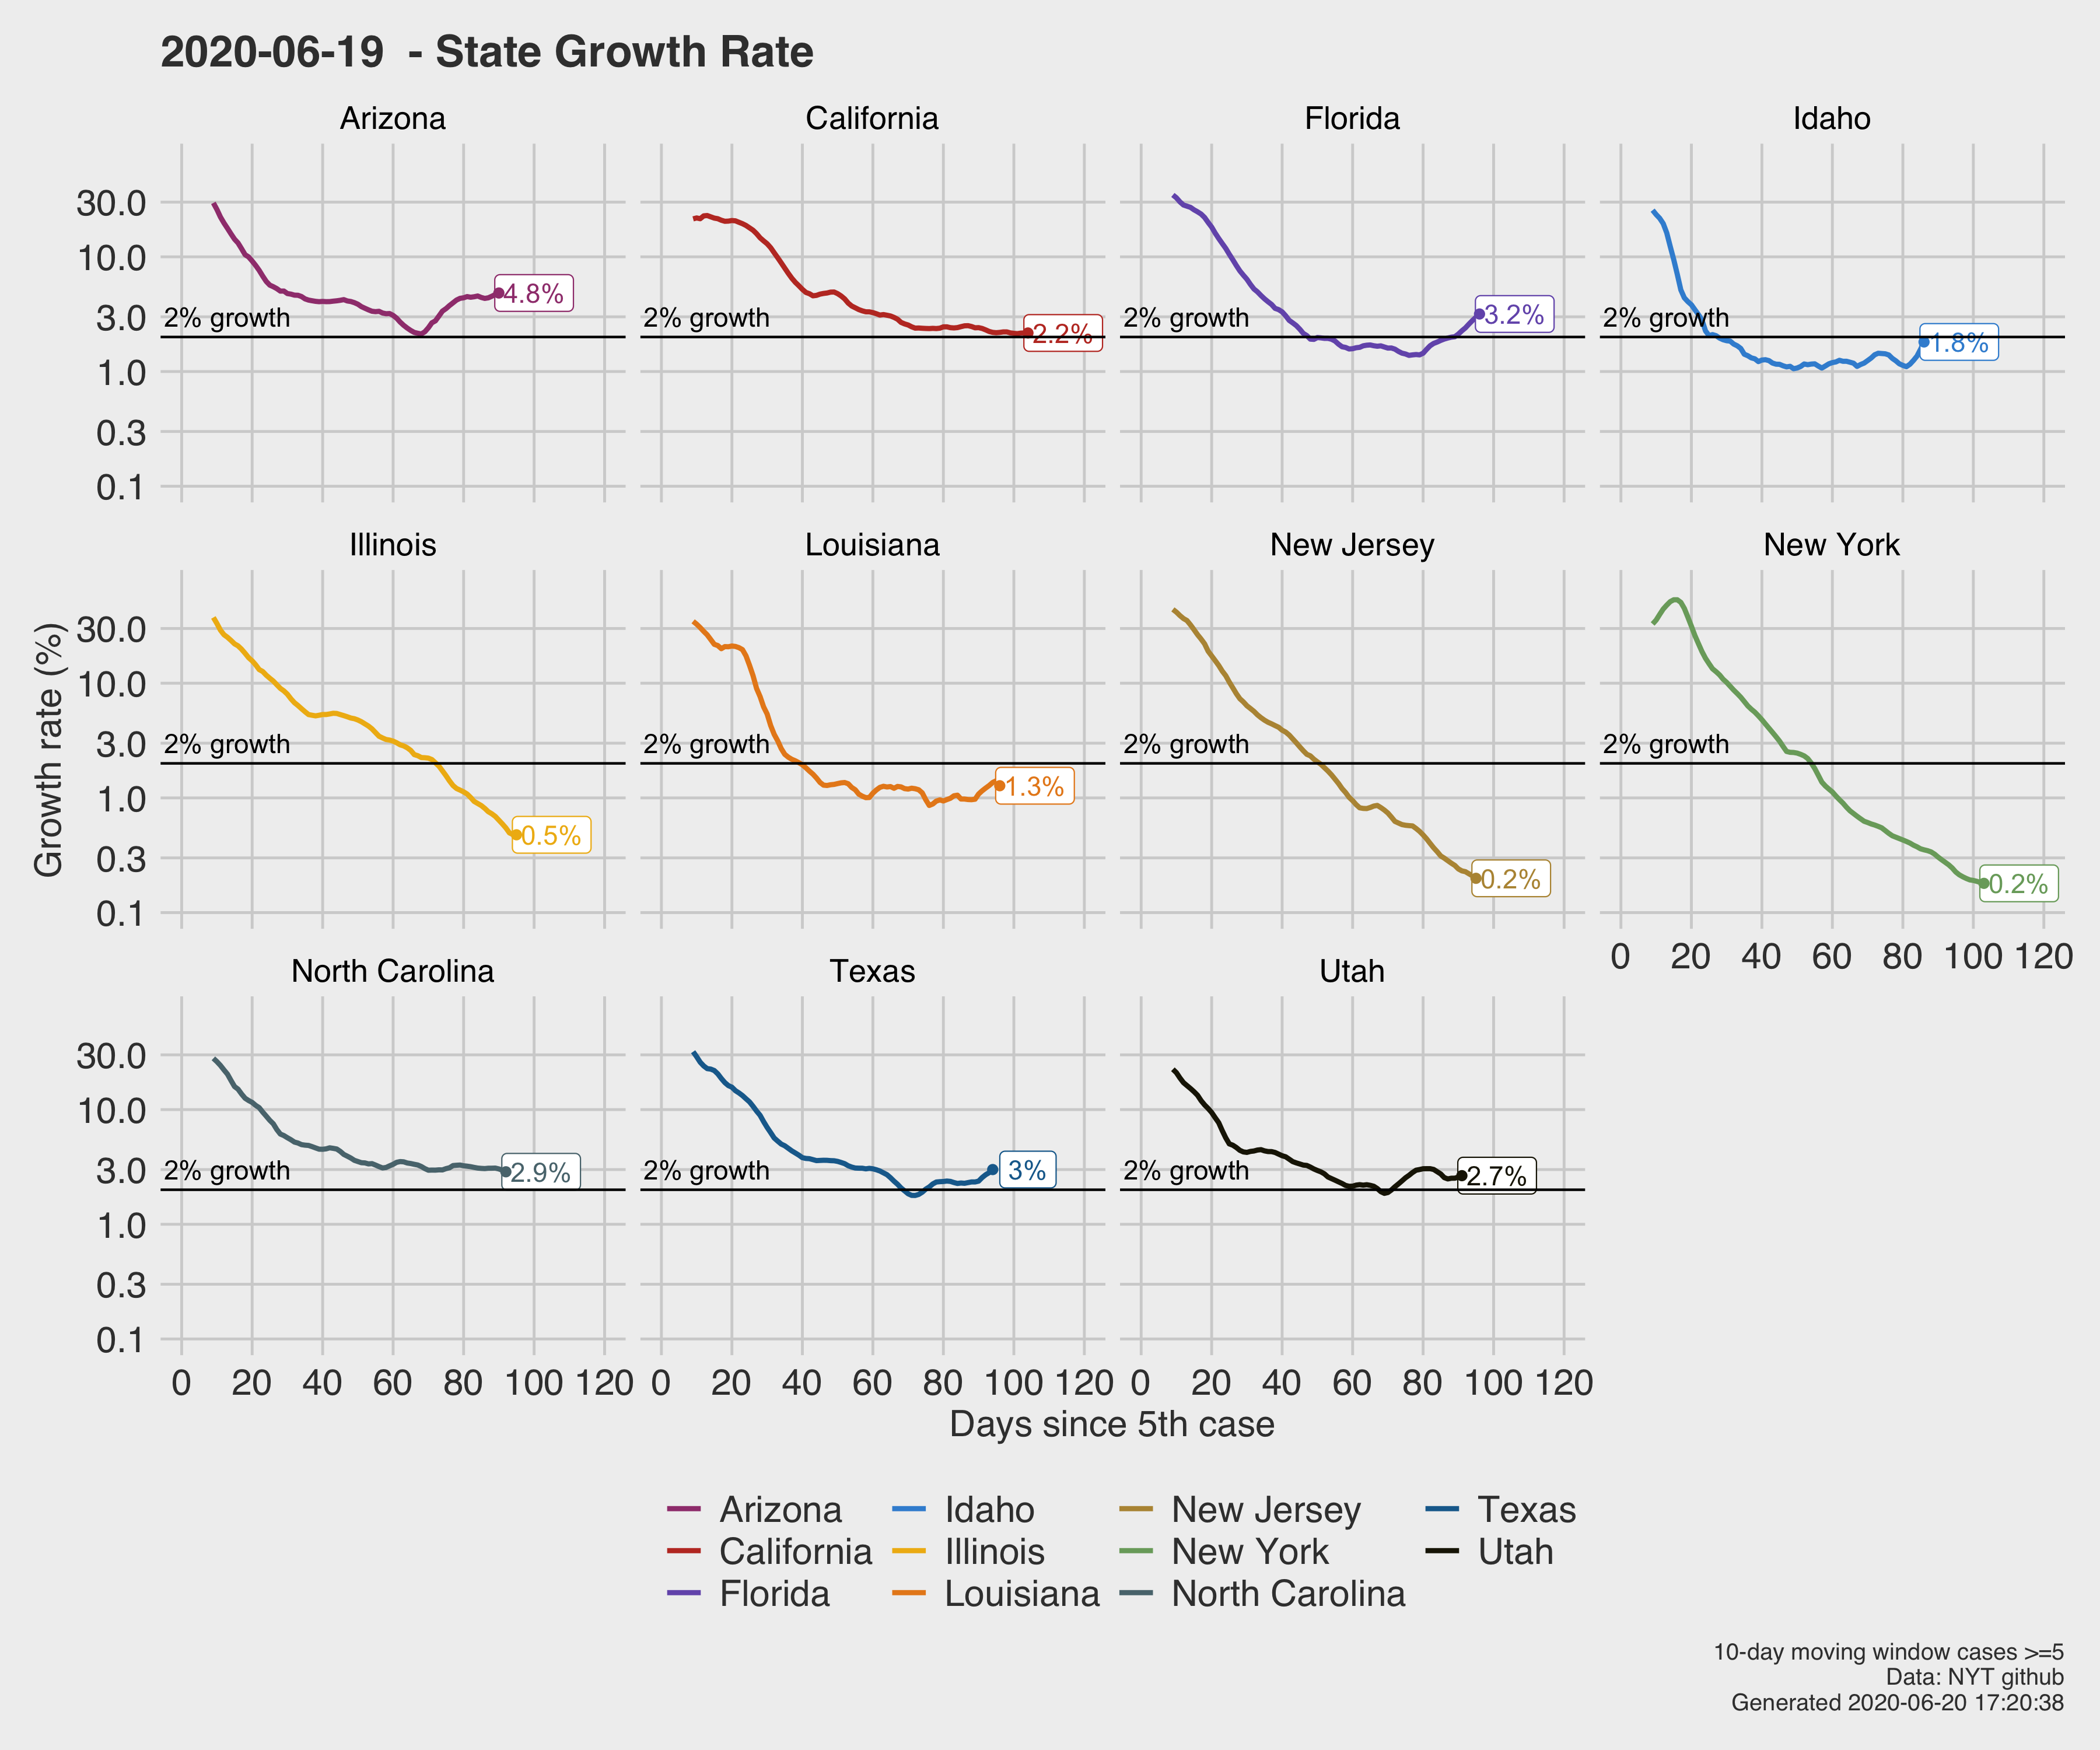 2020-06-19  - State Growth Rate
Arizona
California
Florida
Idaho
30.0
10.0
3.0
1.0
0.3
0.1
2% growth
4.8%
2% growth
2.2%
2% growth
3.2%
2% growth
1.8%
Illinois
Louisiana
New Jersey
New York
Growth rate (%)
30.0
10.0
3.0
1.0
0.3
0.1
2% growth
0.5%
2% growth
1.3%
2% growth
0.2%
2% growth
0.2%
0 20 40 60 80 100 120
North Carolina
Texas
Utah
30.0
10.0
3.0
1.0
0.3
0.1
2% growth
2.9%
2% growth
3%
2% growth
2.7%
0 20 40 60 80 100 120
0 20 40 60 80 100 120
0 20 40 60 80 100 120
Days since 5th case
Arizona
California
Florida
Idaho
Illinois
Louisiana
New Jersey
New York
North Carolina
Texas
Utah
10-day moving window cases >=5
Data: NYT github
Generated 2020-06-20 17:20:38